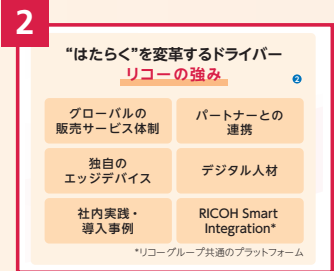 2
“はたらく”を変革するドライバー
リコーの強み
2
グローバルの
販売サービス体制
パートナーとの
連携
独自の
エッジデバイス
デジタル人材
社内実践・
導入事例
RICOH Smart
Integration*
*リコーグループ共通のプラットフォーム